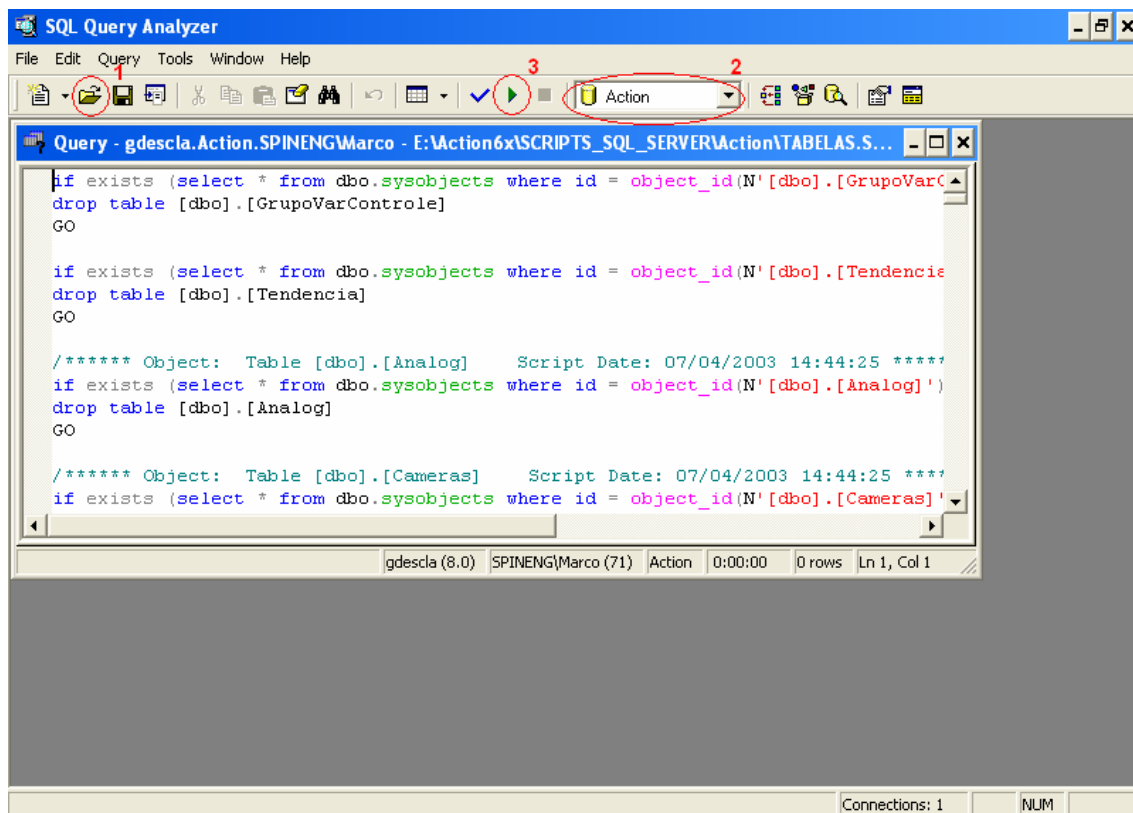 SQL Query Analyzer
File Edit Query Tools Window Help
1 3 2
Action
Query - gdescla.Action.SPINENG\Marco - E:\Action6x\SCRIPTS_SQL_SERVER\Action\TABELAS.S...
if exists (select * from dbo.sysobjects where id = object_id(N'[dbo].[GrupoVarC
drop table [dbo].[GrupoVarControle]
GO
if exists (select * from dbo.sysobjects where id = object_id(N'[dbo].[Tendencia
drop table [dbo].[Tendencia]
GO
/****** Object:  Table [dbo].[Analog]    Script Date: 07/04/2003 14:44:25 *****
if exists (select * from dbo.sysobjects where id = object_id(N'[dbo].[Analog]')
drop table [dbo].[Analog]
GO
/****** Object:  Table [dbo].[Cameras]    Script Date: 07/04/2003 14:44:25 ****
if exists (select * from dbo.sysobjects where id = object_id(N'[dbo].[Cameras]'
gdescla (8.0) SPINENG\Marco (71) Action 0:00:00 0 rows Ln 1, Col 1
Connections: 1 NUM